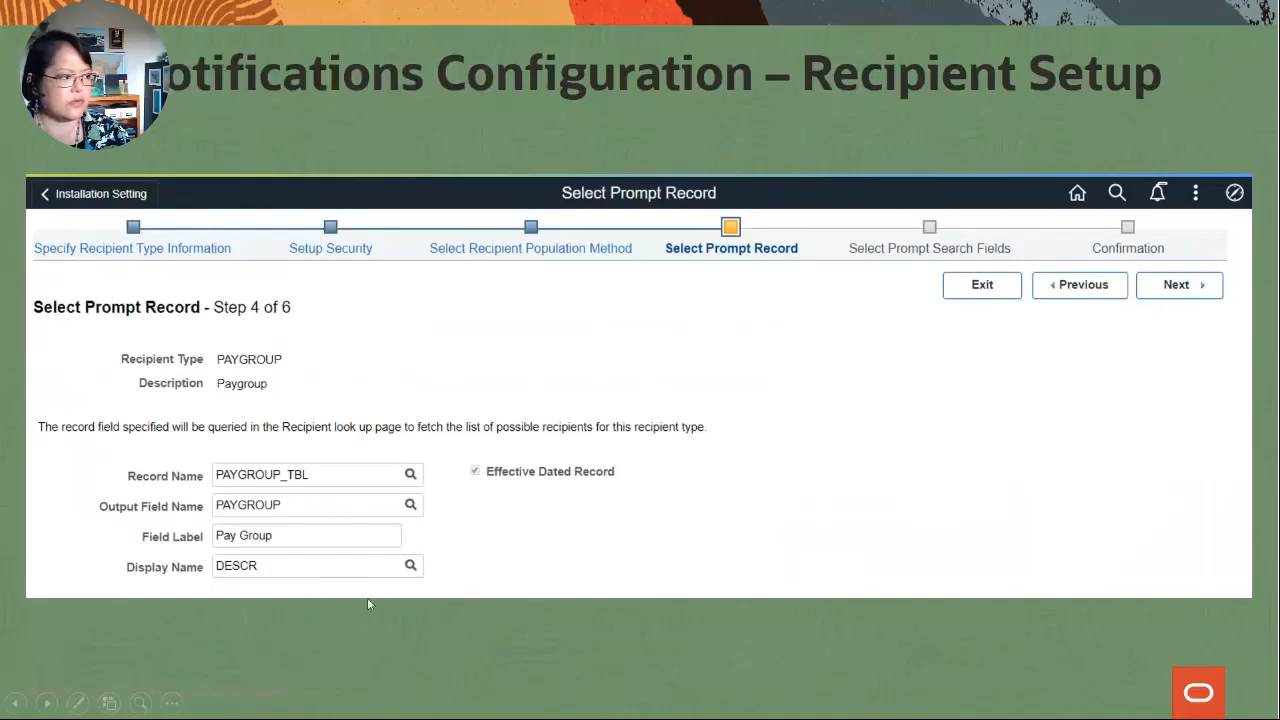 otifications Configuration – Recipient Setup
Installation Setting
Select Prompt Record
Specify Recipient Type Information
Setup Security
Select Recipient Population Method
Select Prompt Record
Select Prompt Search Fields
Confirmation
Exit
Previous
Next
Select Prompt Record - Step 4 of 6
Recipient Type PAYGROUP
Description Paygroup
The record field specified will be queried in the Recipient look up page to fetch the list of possible recipients for this recipient type.
Record Name PAYGROUP_TBL
Effective Dated Record
Output Field Name PAYGROUP
Field Label Pay Group
Display Name DESCR